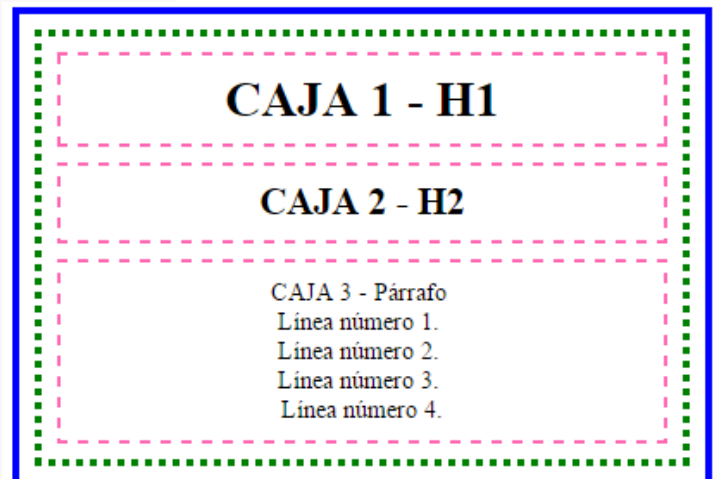 CAJA 1 - H1
CAJA 2 - H2
CAJA 3 - Párrafo
Línea número 1.
Línea número 2.
Línea número 3.
Línea número 4.